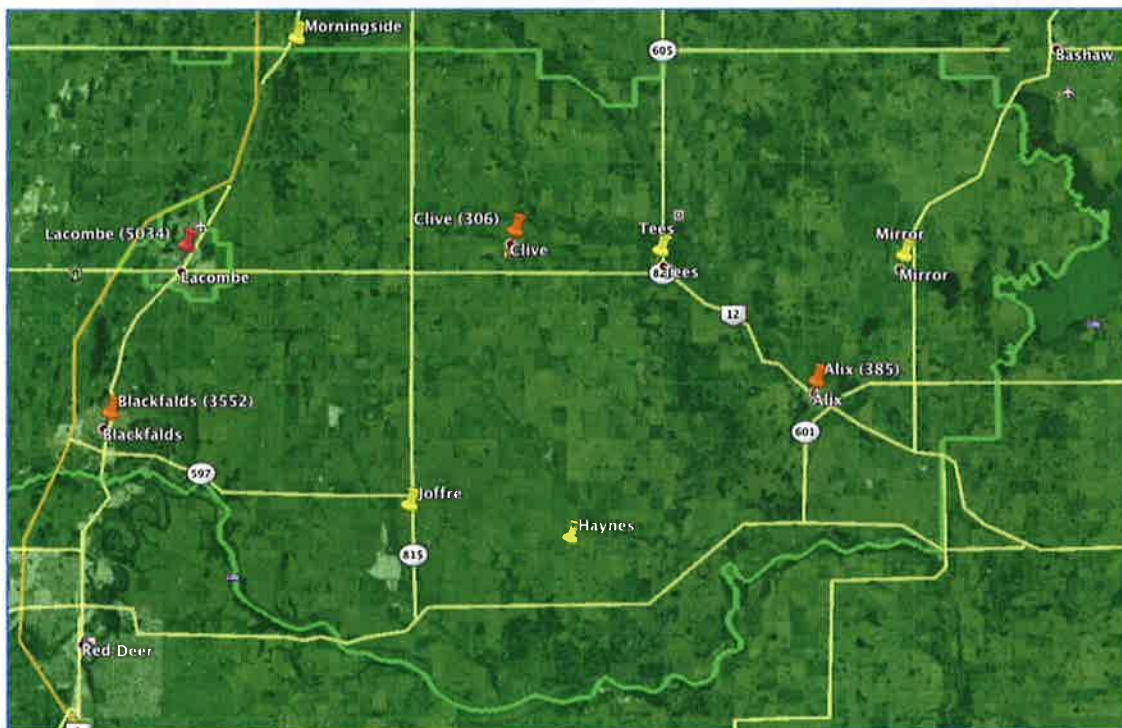 Morningside
605
Bashaw
Lacombe (5034)
Clive (306)
Clive
Tees
Mirror
Lacombe
Tees
Mirror
12
Alix (385)
Alix
Blackfalds (3552)
Blackfalds
601
597
Joffre
Haynes
815
Red Deer